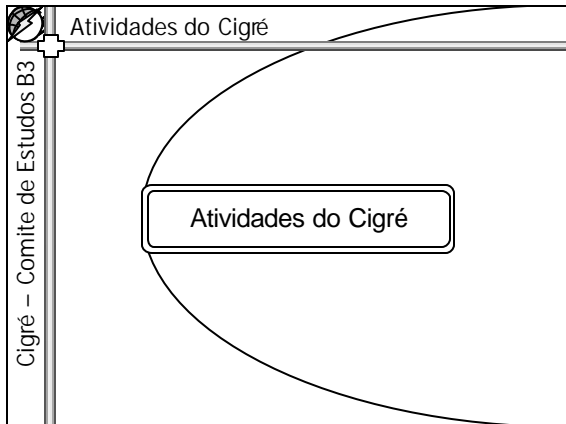 Atividades do Cigré
Cigré – Comite de Estudos B3
Atividades do Cigré